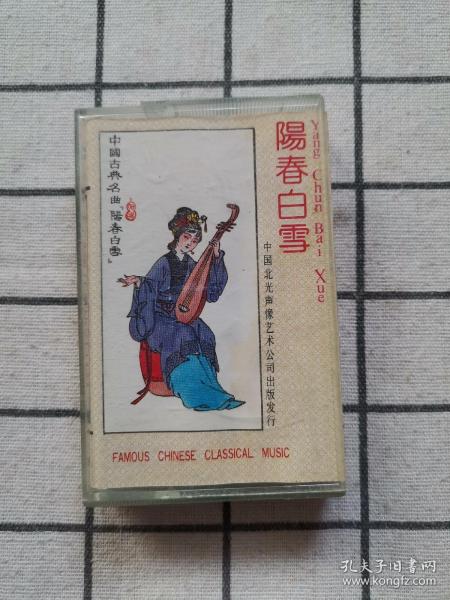 陽春白雪
Yang Chun Bai Xue
中國古典名曲『陽春白雪』
中国北光声像艺术公司出版发行
FAMOUS CHINESE CLASSICAL MUSIC
孔夫子旧书网
www.kongfz.com